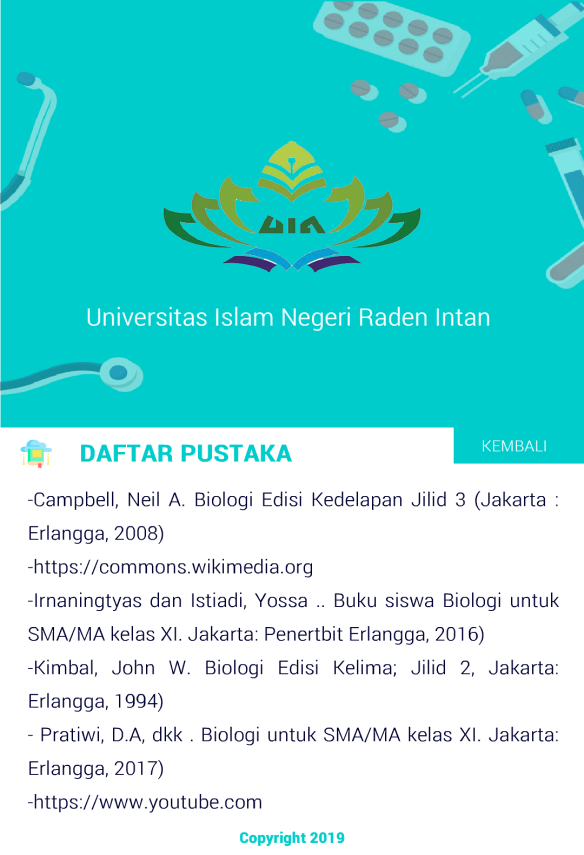 UIN
Universitas Islam Negeri Raden Intan
DAFTAR PUSTAKA
KEMBALI
-Campbell, Neil A. Biologi Edisi Kedelapan Jilid 3 (Jakarta :
Erlangga, 2008)
-https://commons.wikimedia.org
-Irnaningtyas dan Istiadi, Yossa .. Buku siswa Biologi untuk
SMA/MA kelas XI. Jakarta: Penertbit Erlangga, 2016)
-Kimbal, John W. Biologi Edisi Kelima; Jilid 2, Jakarta:
Erlangga, 1994)
- Pratiwi, D.A, dkk . Biologi untuk SMA/MA kelas XI. Jakarta:
Erlangga, 2017)
-https://www.youtube.com
Copyright 2019